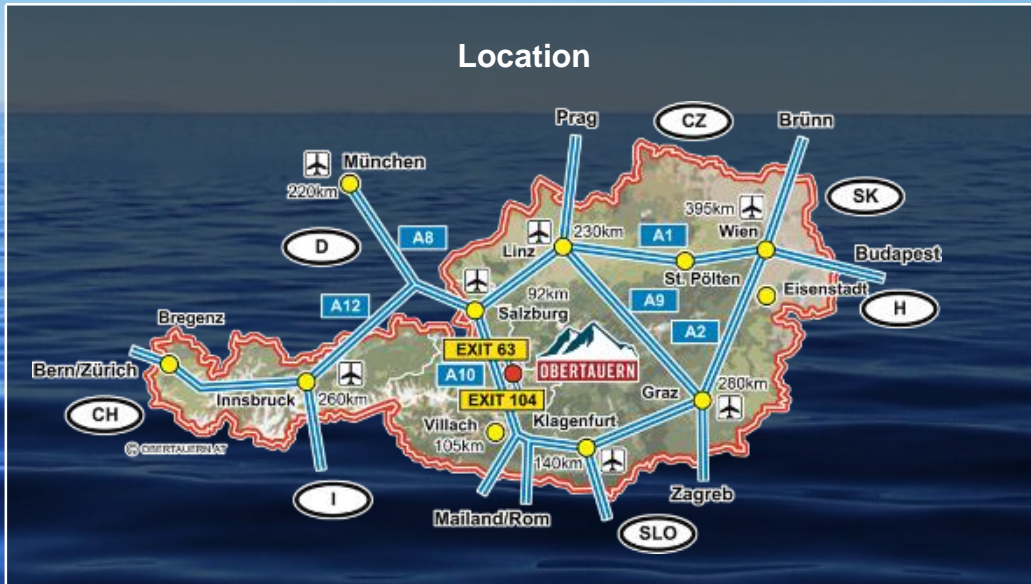 Location
Prag
CZ
Brünn
München
220km
SK
395km
D
A8
Linz
230km
A1
Wien
Budapest
St. Pölten
Eisenstadt
92km
Salzburg
A9
A12
A2
H
Bregenz
EXIT 63
OBERTAUERN
Bern/Zürich
A10
EXIT 104
Innsbruck
260km
Graz
280km
CH
Villach
105km
Klagenfurt
140km
© OBERTAUERN.AT
I
Mailand/Rom
Zagreb
SLO